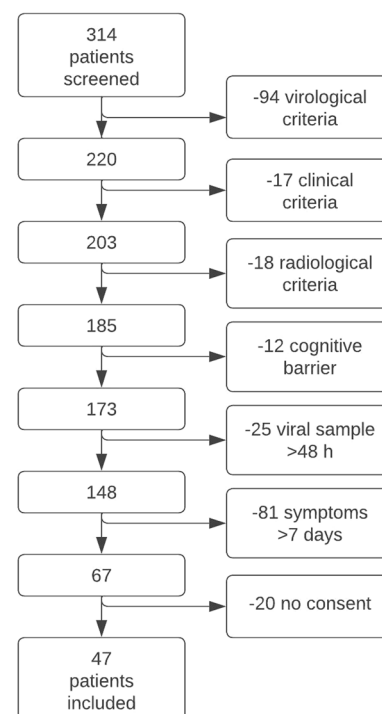 314
patients
screened
-94 virological
criteria
220
-17 clinical
criteria
203
-18 radiological
criteria
185
-12 cognitive
barrier
173
-25 viral sample
>48 h
148
-81 symptoms
>7 days
67
-20 no consent
47
patients
included